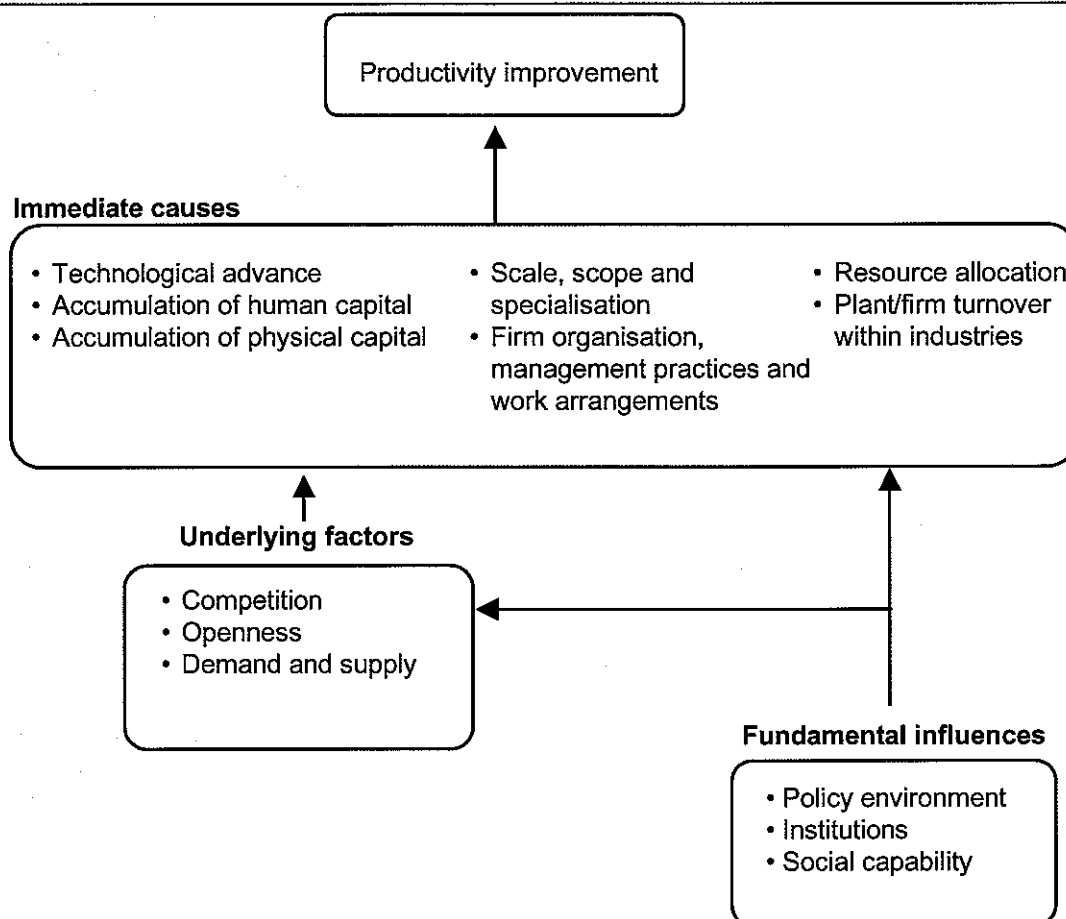 Productivity improvement
Immediate causes
• Technological advance
• Accumulation of human capital
• Accumulation of physical capital
• Scale, scope and
specialisation
• Firm organisation,
management practices and
work arrangements
• Resource allocation
• Plant/firm turnover
within industries
Underlying factors
• Competition
• Openness
• Demand and supply
Fundamental influences
• Policy environment
• Institutions
• Social capability